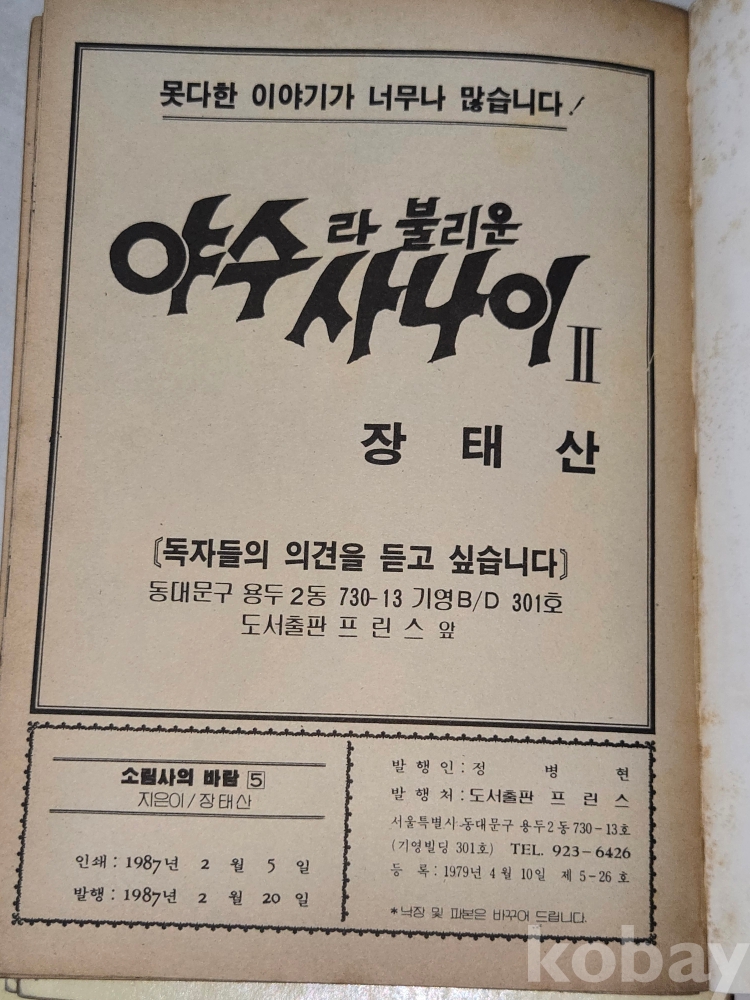 못다한 이야기가 너무나 많습니다!
야수라 불리운
사나이 II
장 태 산
〔독자들의 의견을 듣고 싶습니다〕
동대문구 용두2동 730-13 기영B/D 301호
도서출판 프린스 앞
소림사의 바람 5
지은이/장태산
인쇄 : 1987년 2월 5일
발행 : 1987년 2월 20일
발행인 : 정병현
발행처 : 도서출판 프린스
서울특별사·동대문구 용두2동 730-13호
(기영빌딩 301호) TEL. 923-6426
등록 : 1979년 4월 10일 제 5-26호
*낙장 및 파본은 바꾸어 드립니다.
kobay